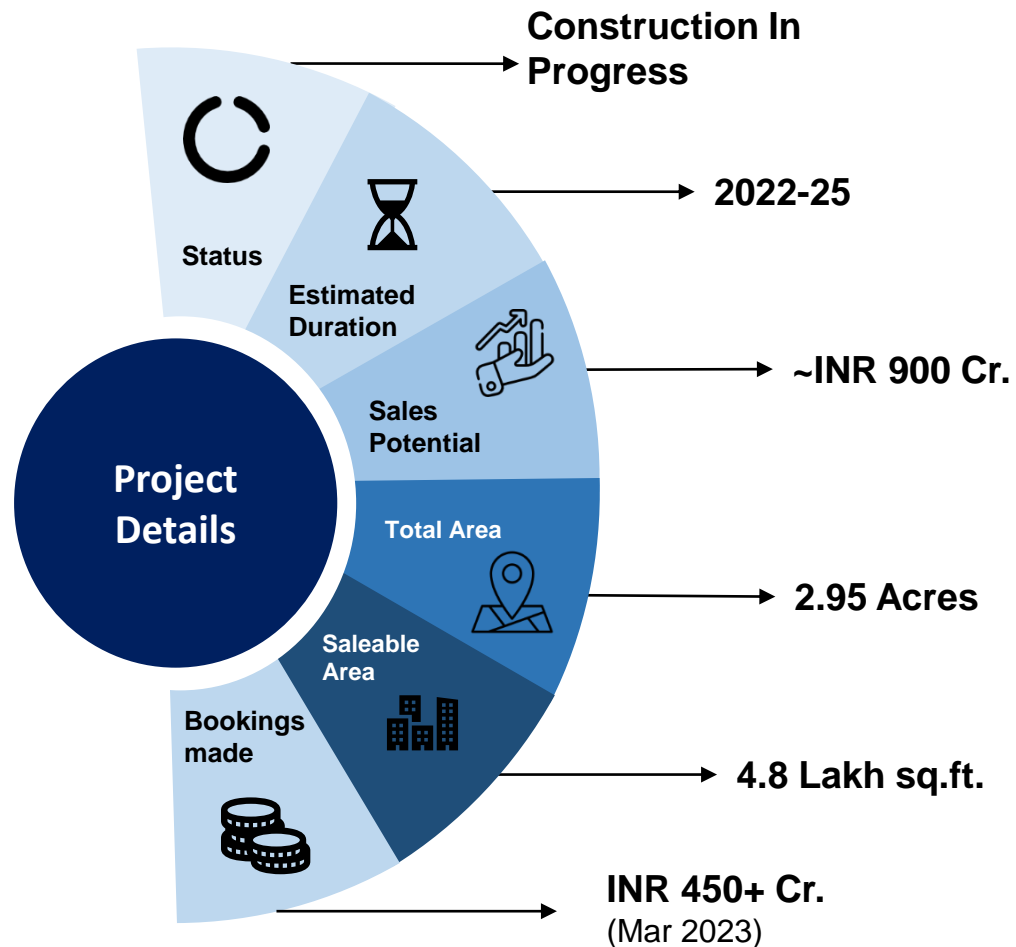 Construction In
Progress
Status
2022-25
Estimated
Duration
~INR 900 Cr.
Sales
Potential
Project
Details
Total Area
2.95 Acres
Saleable
Area
4.8 Lakh sq.ft.
Bookings
made
INR 450+ Cr.
(Mar 2023)